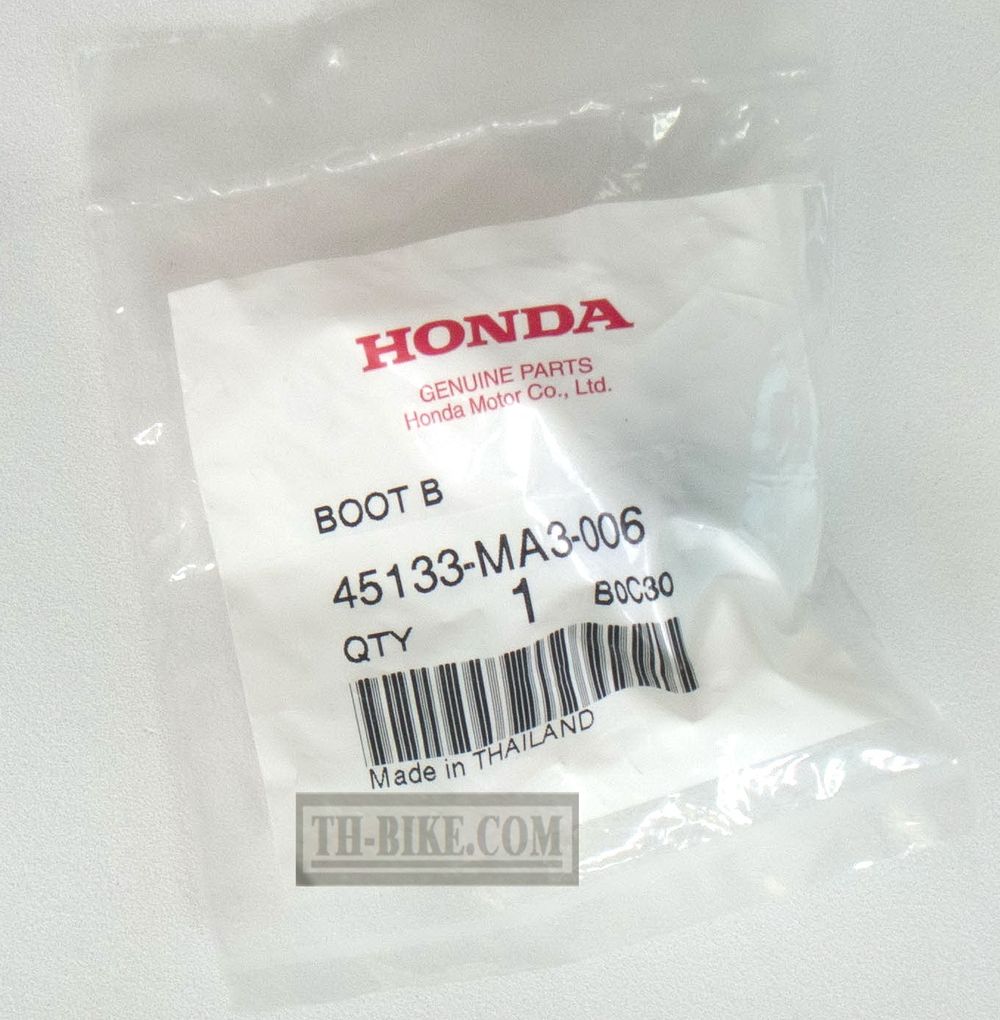 HONDA
GENUINE PARTS
Honda Motor Co., Ltd.
BOOT B
45133-MA3-006
QTY 1 B0C30
Made in THAILAND
TH-BIKE.COM